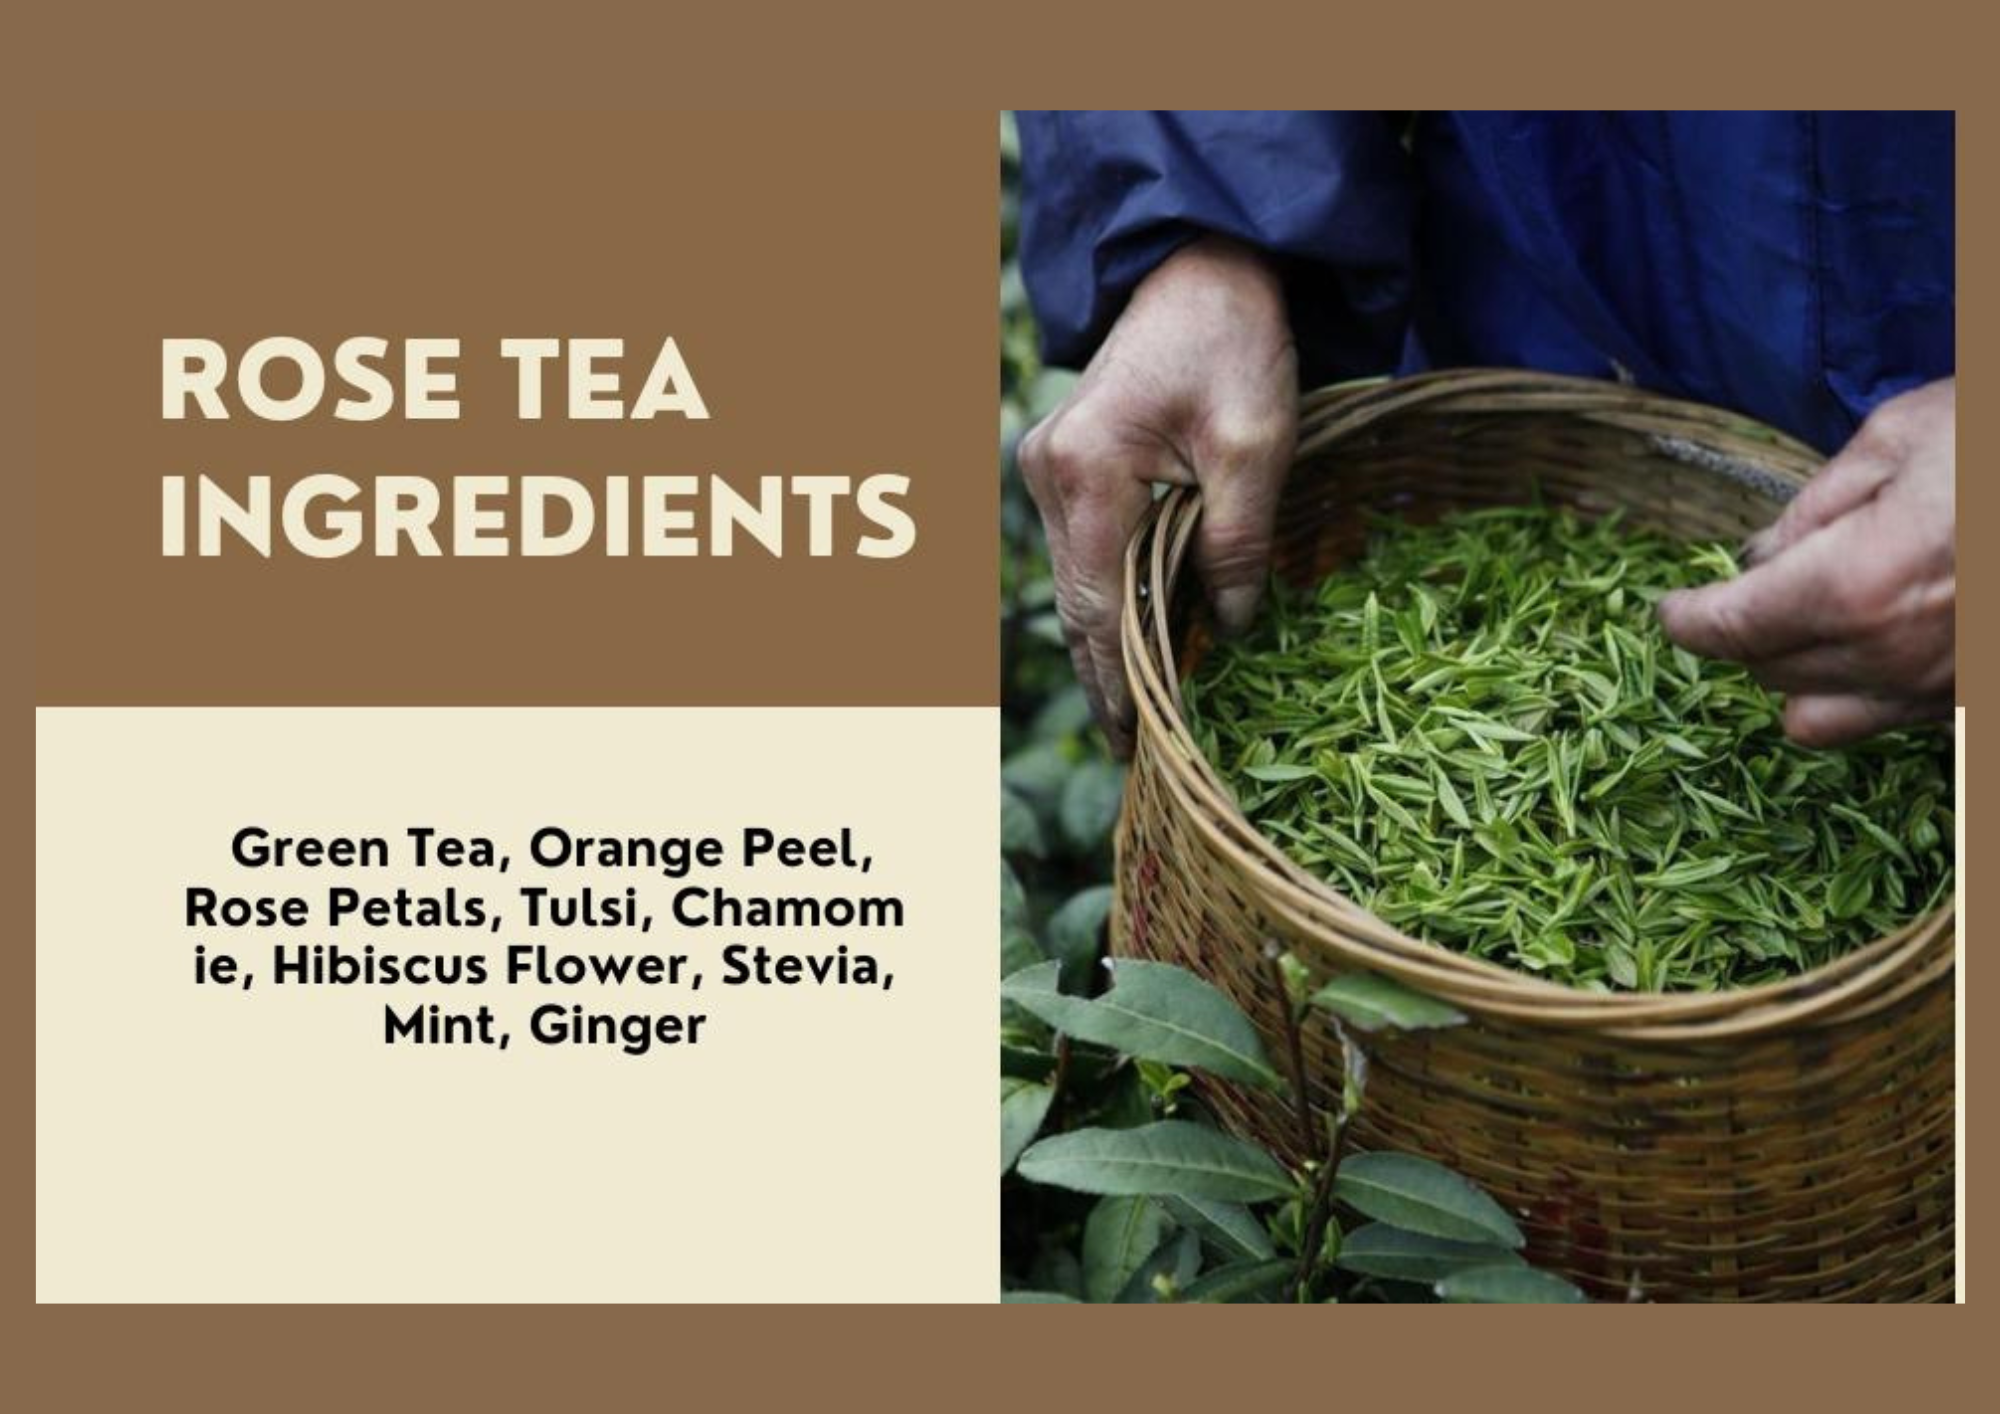 ROSE TEA
INGREDIENTS
Green Tea, Orange Peel,
Rose Petals, Tulsi, Chamom
ie, Hibiscus Flower, Stevia,
Mint, Ginger